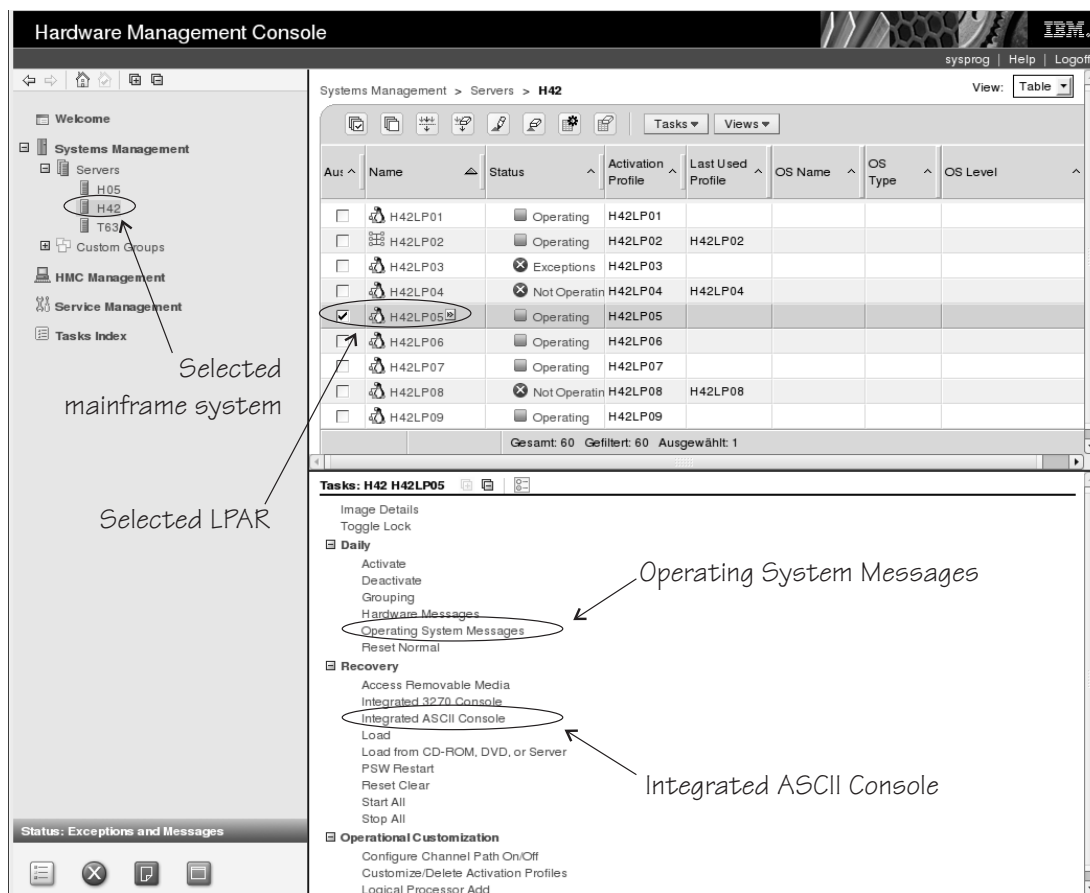 Hardware Management Console
IBM.
sysprog | Help | Logoff
Systems Management > Servers > H42
View: Table
Welcome
Systems Management
Servers
H05
H42
T63
Custom Groups
HMC Management
Service Management
Tasks Index
Selected
mainframe system
Selected LPAR
Tasks Views
Aus Name Status Activation Profile Last Used Profile OS Name OS Type OS Level
H42LP01 Operating H42LP01
H42LP02 Operating H42LP02 H42LP02
H42LP03 Exceptions H42LP03
H42LP04 Not Operatin H42LP04 H42LP04
H42LP05 Operating H42LP05
H42LP06 Operating H42LP06
H42LP07 Operating H42LP07
H42LP08 Not Operatin H42LP08 H42LP08
H42LP09 Operating H42LP09
Gesamt: 60 Gefiltert: 60 Ausgewählt: 1
Tasks: H42 H42LP05
Image Details
Toggle Lock
Daily
Activate
Deactivate
Grouping
Hardware Messages
Operating System Messages
Reset Normal
Operating System Messages
Recovery
Access Removable Media
Integrated 3270 Console
Integrated ASCII Console
Load
Load from CD-ROM, DVD, or Server
PSW Restart
Reset Clear
Start All
Stop All
Integrated ASCII Console
Operational Customization
Configure Channel Path On/Off
Customize/Delete Activation Profiles
Logical Processor Add
Status: Exceptions and Messages